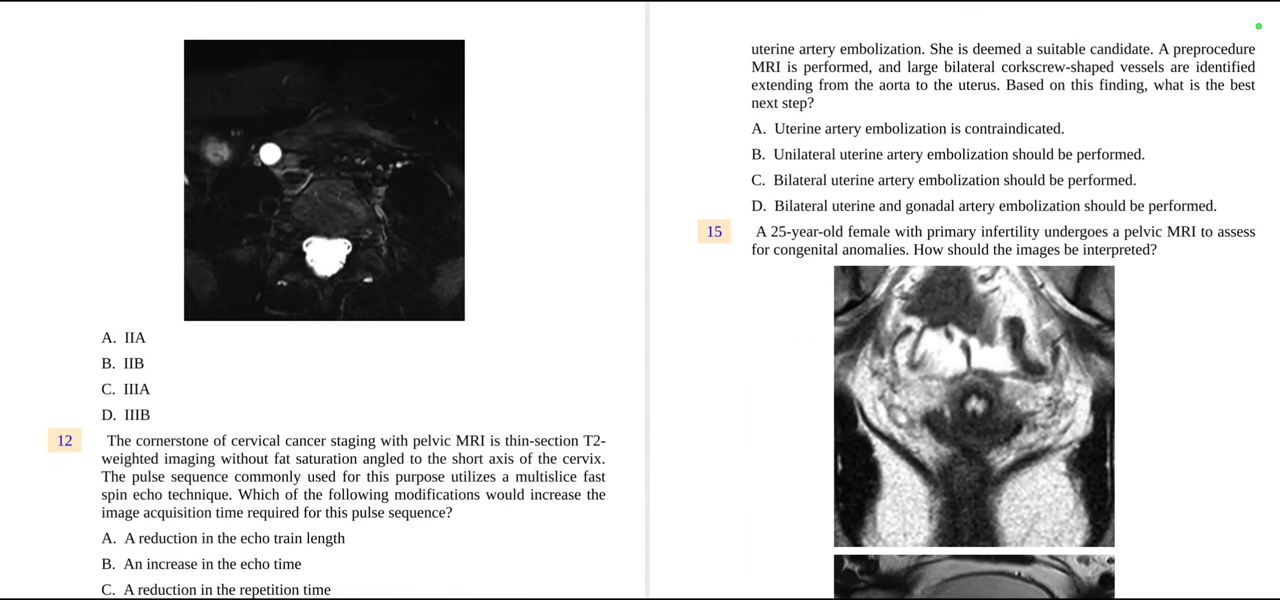 A. IIA
B. IIB
C. IIIA
D. IIIB
12 The cornerstone of cervical cancer staging with pelvic MRI is thin-section T2-
weighted imaging without fat saturation angled to the short axis of the cervix.
The pulse sequence commonly used for this purpose utilizes a multislice fast
spin echo technique. Which of the following modifications would increase the
image acquisition time required for this pulse sequence?
A. A reduction in the echo train length
B. An increase in the echo time
C. A reduction in the repetition time
uterine artery embolization. She is deemed a suitable candidate. A preprocedure
MRI is performed, and large bilateral corkscrew-shaped vessels are identified
extending from the aorta to the uterus. Based on this finding, what is the best
next step?
A. Uterine artery embolization is contraindicated.
B. Unilateral uterine artery embolization should be performed.
C. Bilateral uterine artery embolization should be performed.
D. Bilateral uterine and gonadal artery embolization should be performed.
15 A 25-year-old female with primary infertility undergoes a pelvic MRI to assess
for congenital anomalies. How should the images be interpreted?